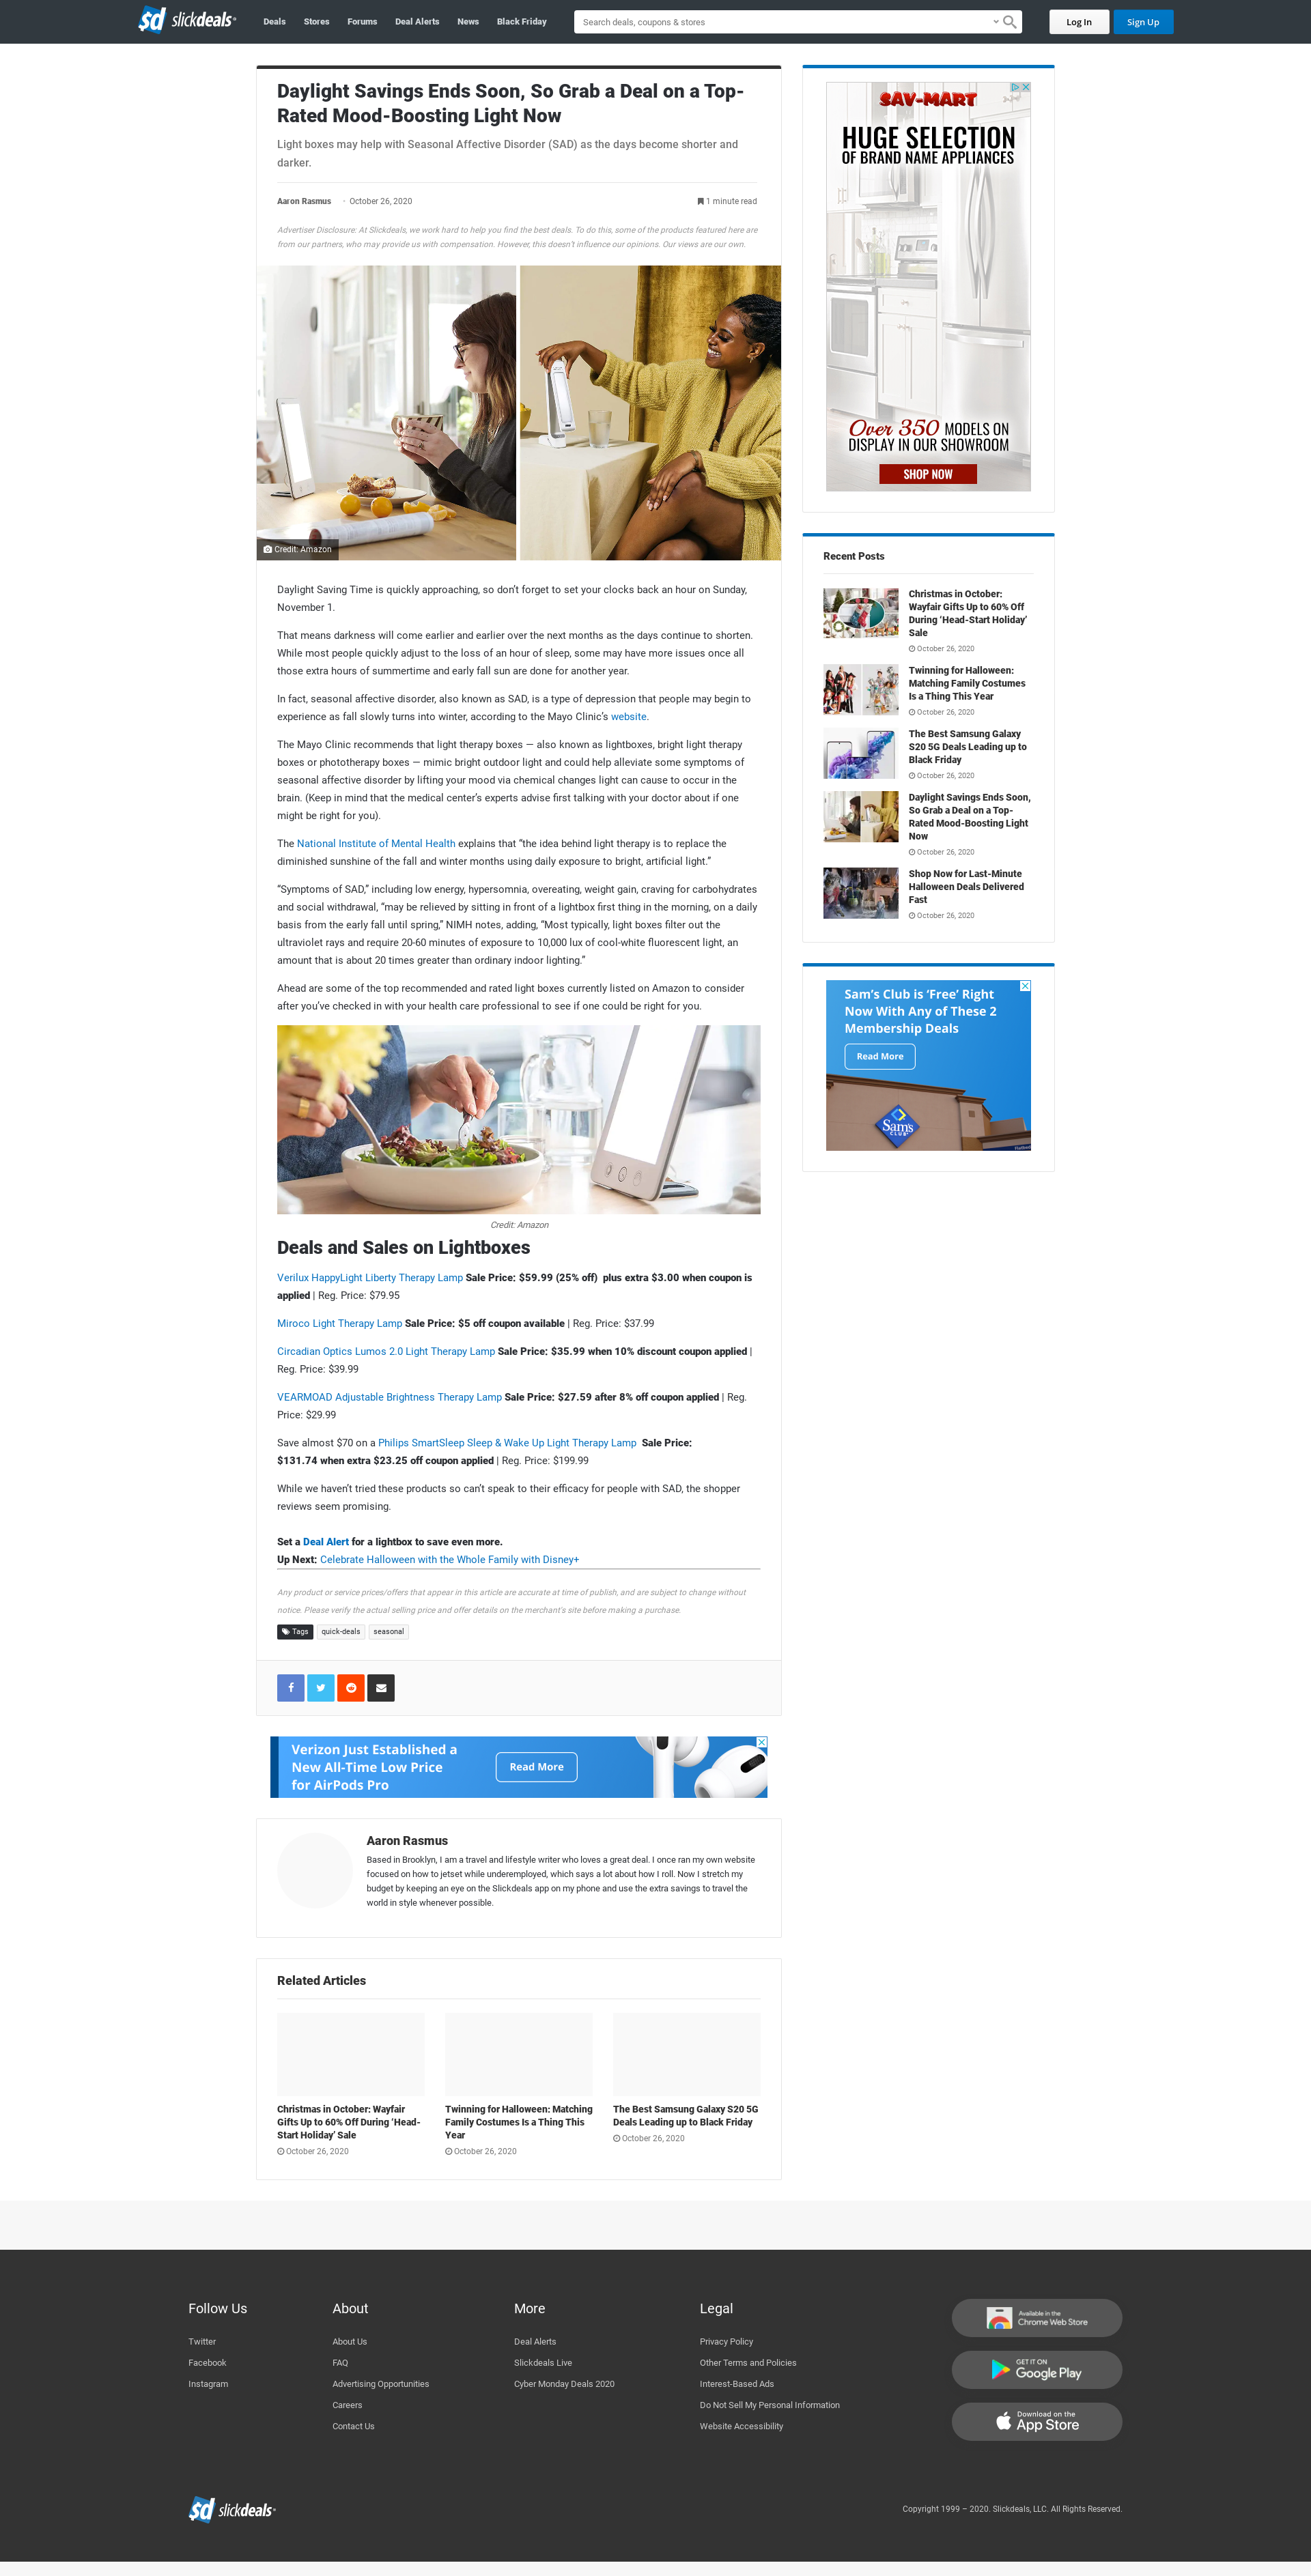 slickdeals
Deals
Stores
Forums
Deal Alerts
News
Black Friday
Search deals, coupons & stores
Log In
Sign Up
Daylight Savings Ends Soon, So Grab a Deal on a Top-
Rated Mood-Boosting Light Now
Light boxes may help with Seasonal Affective Disorder (SAD) as the days become shorter and
darker.
Aaron Rasmus · October 26, 2020
1 minute read
Advertiser Disclosure: At Slickdeals, we work hard to help you find the best deals. To do this, some of the products featured here are
from our partners, who may provide us with compensation. However, this doesn't influence our opinions. Our views are our own.
Credit: Amazon
Daylight Saving Time is quickly approaching, so don’t forget to set your clocks back an hour on Sunday,
November 1.
That means darkness will come earlier and earlier over the next months as the days continue to shorten.
While most people quickly adjust to the loss of an hour of sleep, some may have more issues once all
those extra hours of summertime and early fall sun are done for another year.
In fact, seasonal affective disorder, also known as SAD, is a type of depression that people may begin to
experience as fall slowly turns into winter, according to the Mayo Clinic’s website.
The Mayo Clinic recommends that light therapy boxes — also known as lightboxes, bright light therapy
boxes or phototherapy boxes — mimic bright outdoor light and could help alleviate some symptoms of
seasonal affective disorder by lifting your mood via chemical changes light can cause to occur in the
brain. (Keep in mind that the medical center’s experts advise first talking with your doctor about if one
might be right for you).
The National Institute of Mental Health explains that “the idea behind light therapy is to replace the
diminished sunshine of the fall and winter months using daily exposure to bright, artificial light.”
“Symptoms of SAD,” including low energy, hypersomnia, overeating, weight gain, craving for carbohydrates
and social withdrawal, “may be relieved by sitting in front of a lightbox first thing in the morning, on a daily
basis from the early fall until spring,” NIMH notes, adding, “Most typically, light boxes filter out the
ultraviolet rays and require 20-60 minutes of exposure to 10,000 lux of cool-white fluorescent light, an
amount that is about 20 times greater than ordinary indoor lighting.”
Ahead are some of the top recommended and rated light boxes currently listed on Amazon to consider
after you’ve checked in with your health care professional to see if one could be right for you.
Credit: Amazon
Deals and Sales on Lightboxes
Verilux HappyLight Liberty Therapy Lamp Sale Price: $59.99 (25% off) plus extra $3.00 when coupon is
applied | Reg. Price: $79.95
Miroco Light Therapy Lamp Sale Price: $5 off coupon available | Reg. Price: $37.99
Circadian Optics Lumos 2.0 Light Therapy Lamp Sale Price: $35.99 when 10% discount coupon applied |
Reg. Price: $39.99
VEARMOAD Adjustable Brightness Therapy Lamp Sale Price: $27.59 after 8% off coupon applied | Reg.
Price: $29.99
Save almost $70 on a Philips SmartSleep Sleep & Wake Up Light Therapy Lamp Sale Price:
$131.74 when extra $23.25 off coupon applied | Reg. Price: $199.99
While we haven’t tried these products so can’t speak to their efficacy for people with SAD, the shopper
reviews seem promising.
Set a Deal Alert for a lightbox to save even more.
Up Next: Celebrate Halloween with the Whole Family with Disney+
Any product or service prices/offers that appear in this article are accurate at time of publish, and are subject to change without
notice. Please verify the actual selling price and offer details on the merchant's site before making a purchase.
Tags
quick-deals
seasonal
Verizon Just Established a
New All-Time Low Price
for AirPods Pro
Read More
Aaron Rasmus
Based in Brooklyn, I am a travel and lifestyle writer who loves a great deal. I once ran my own website
focused on how to jetset while underemployed, which says a lot about how I roll. Now I stretch my
budget by keeping an eye on the Slickdeals app on my phone and use the extra savings to travel the
world in style whenever possible.
Related Articles
Christmas in October: Wayfair
Gifts Up to 60% Off During ‘Head-
Start Holiday’ Sale
October 26, 2020
Twinning for Halloween: Matching
Family Costumes Is a Thing This
Year
October 26, 2020
The Best Samsung Galaxy S20 5G
Deals Leading up to Black Friday
October 26, 2020
SAV-MART
HUGE SELECTION
OF BRAND NAME APPLIANCES
Over 350 MODELS ON
DISPLAY IN OUR SHOWROOM
SHOP NOW
Recent Posts
Christmas in October:
Wayfair Gifts Up to 60% Off
During ‘Head-Start Holiday’
Sale
October 26, 2020
Twinning for Halloween:
Matching Family Costumes
Is a Thing This Year
October 26, 2020
The Best Samsung Galaxy
S20 5G Deals Leading up to
Black Friday
October 26, 2020
Daylight Savings Ends Soon,
So Grab a Deal on a Top-
Rated Mood-Boosting Light
Now
October 26, 2020
Shop Now for Last-Minute
Halloween Deals Delivered
Fast
October 26, 2020
Sam’s Club is ‘Free’ Right
Now With Any of These 2
Membership Deals
Read More
Sam's
CLUB
Follow Us
Twitter
Facebook
Instagram
About
About Us
FAQ
Advertising Opportunities
Careers
Contact Us
More
Deal Alerts
Slickdeals Live
Cyber Monday Deals 2020
Legal
Privacy Policy
Other Terms and Policies
Interest-Based Ads
Do Not Sell My Personal Information
Website Accessibility
Available in the
Chrome Web Store
GET IT ON
Google Play
Download on the
App Store
slickdeals
Copyright 1999 – 2020. Slickdeals, LLC. All Rights Reserved.